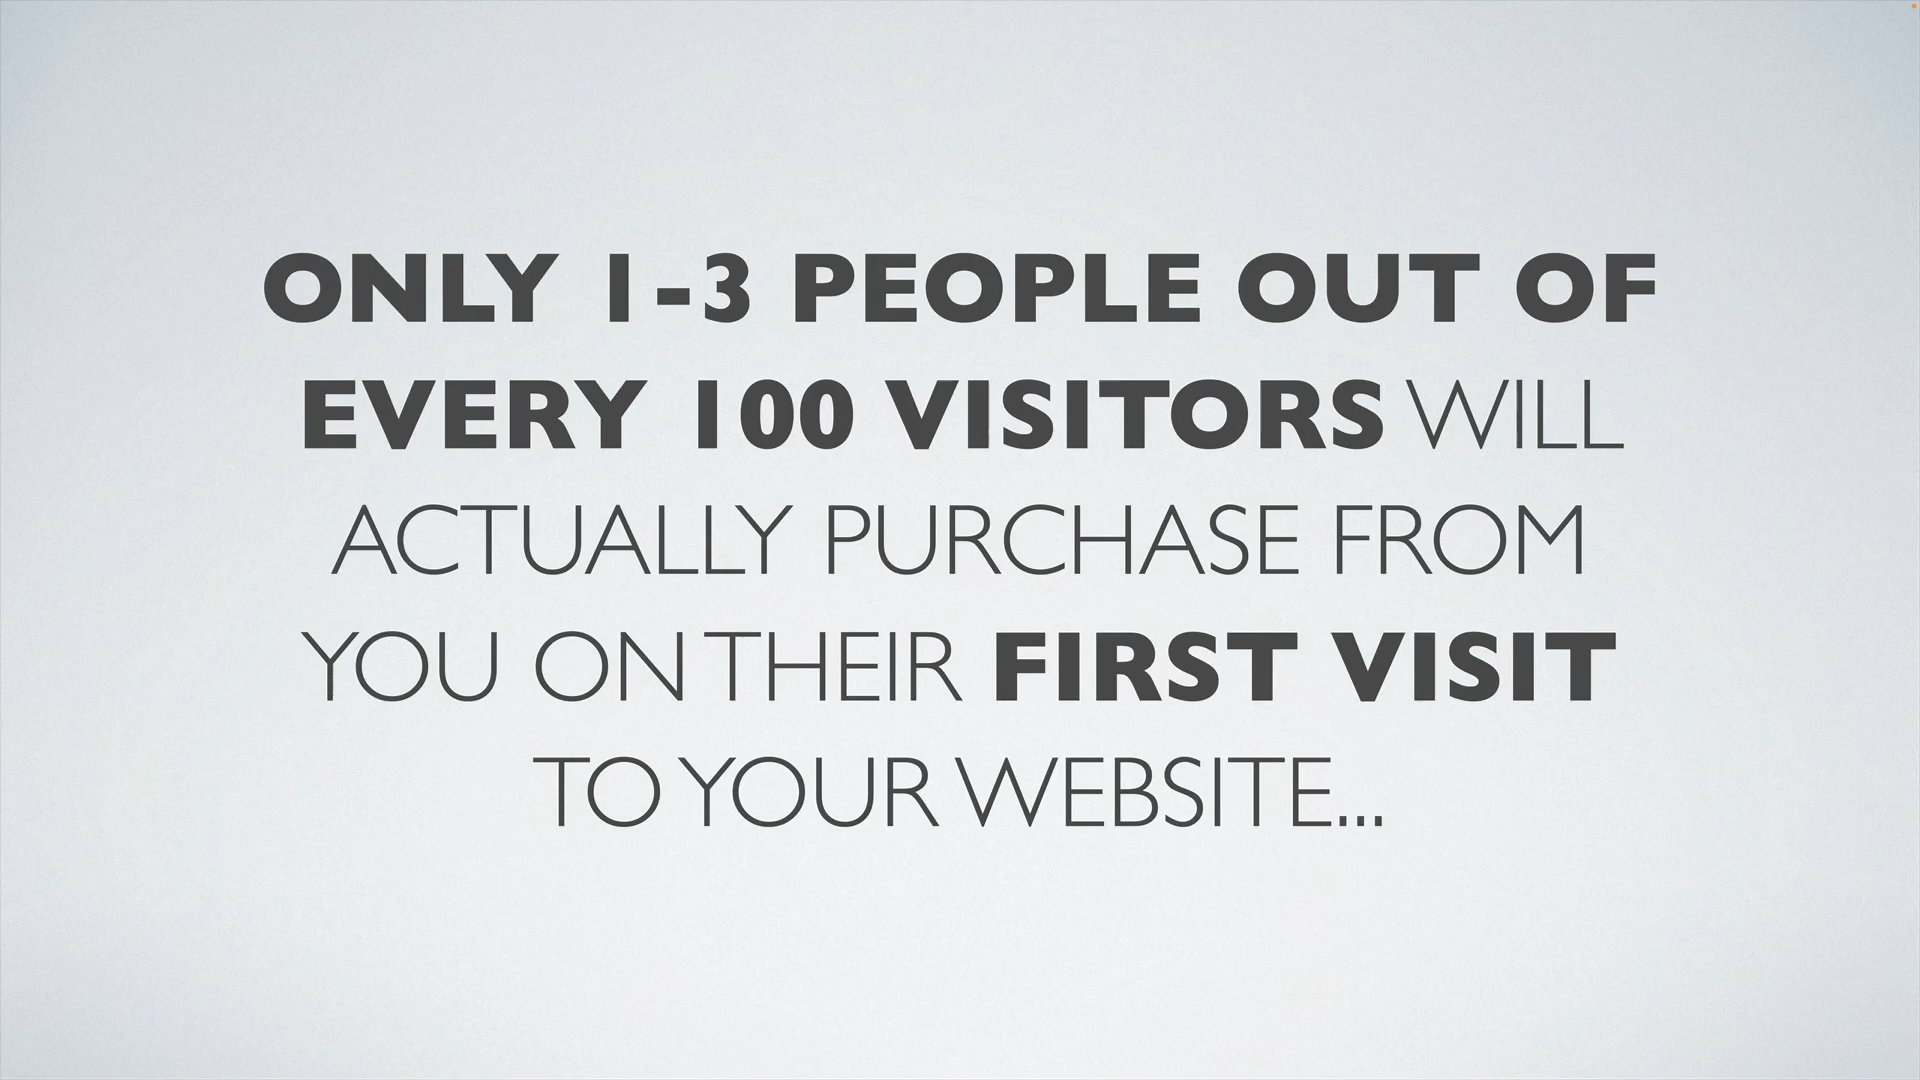 ONLY 1-3 PEOPLE OUT OF
EVERY 100 VISITORS WILL
ACTUALLY PURCHASE FROM
YOU ON THEIR FIRST VISIT
TO YOUR WEBSITE...